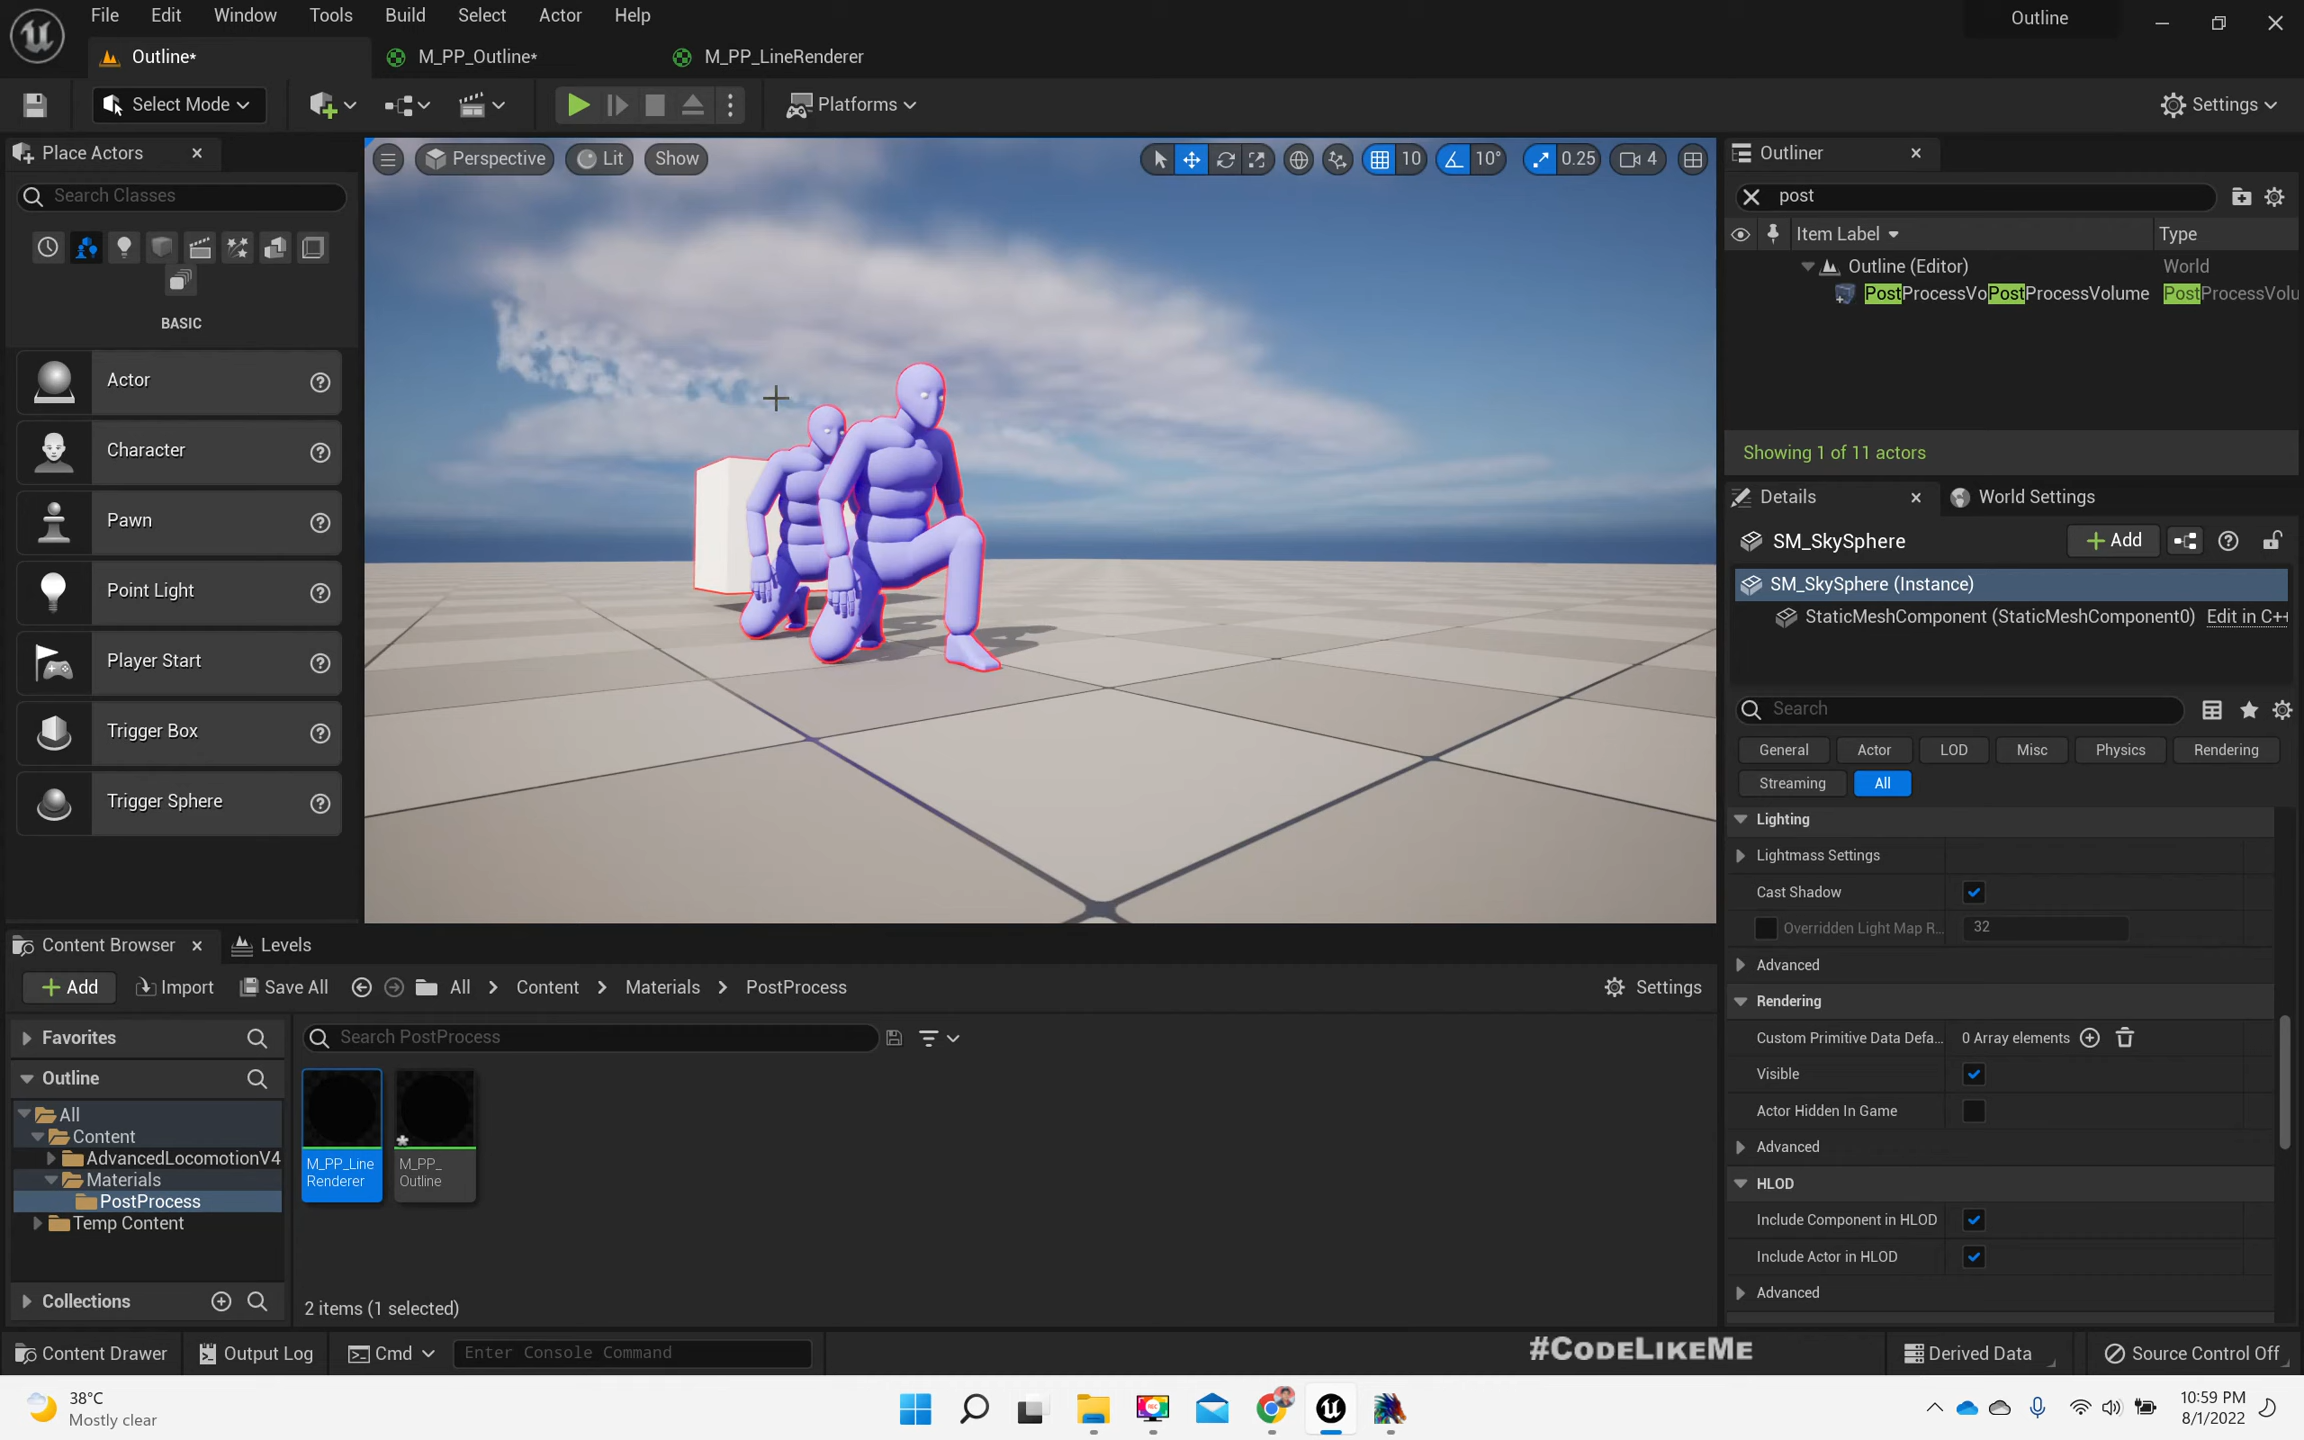 File Edit Window Tools Build Select Actor Help
Outline
Outline*
M_PP_Outline*
M_PP_LineRenderer
Select Mode
Platforms
Settings
Place Actors
Search Classes
BASIC
Actor
Character
Pawn
Point Light
Player Start
Trigger Box
Trigger Sphere
Perspective
Lit
Show
10
10°
0.25
4
Outliner
post
Item Label
Type
Outline (Editor)
World
PostProcessVoPostProcessVolume
PostProcessVolu
Showing 1 of 11 actors
Details
World Settings
SM_SkySphere
Add
SM_SkySphere (Instance)
StaticMeshComponent (StaticMeshComponent0)
Edit in C++
Search
General Actor LOD Misc Physics Rendering
Streaming All
Lighting
Lightmass Settings
Cast Shadow
Overridden Light Map R...
32
Advanced
Rendering
Custom Primitive Data Defa...
0 Array elements
Visible
Actor Hidden In Game
Advanced
HLOD
Include Component in HLOD
Include Actor in HLOD
Advanced
Content Browser
Levels
Add
Import
Save All
All > Content > Materials > PostProcess
Settings
Favorites
Search PostProcess
Outline
All
Content
AdvancedLocomotionV4
Materials
PostProcess
Temp Content
Collections
M_PP_Line
Renderer
M_PP_
Outline
2 items (1 selected)
Content Drawer
Output Log
Cmd
Enter Console Command
#CodeLikeMe
Derived Data
Source Control Off
38°C
Mostly clear
10:59 PM
8/1/2022